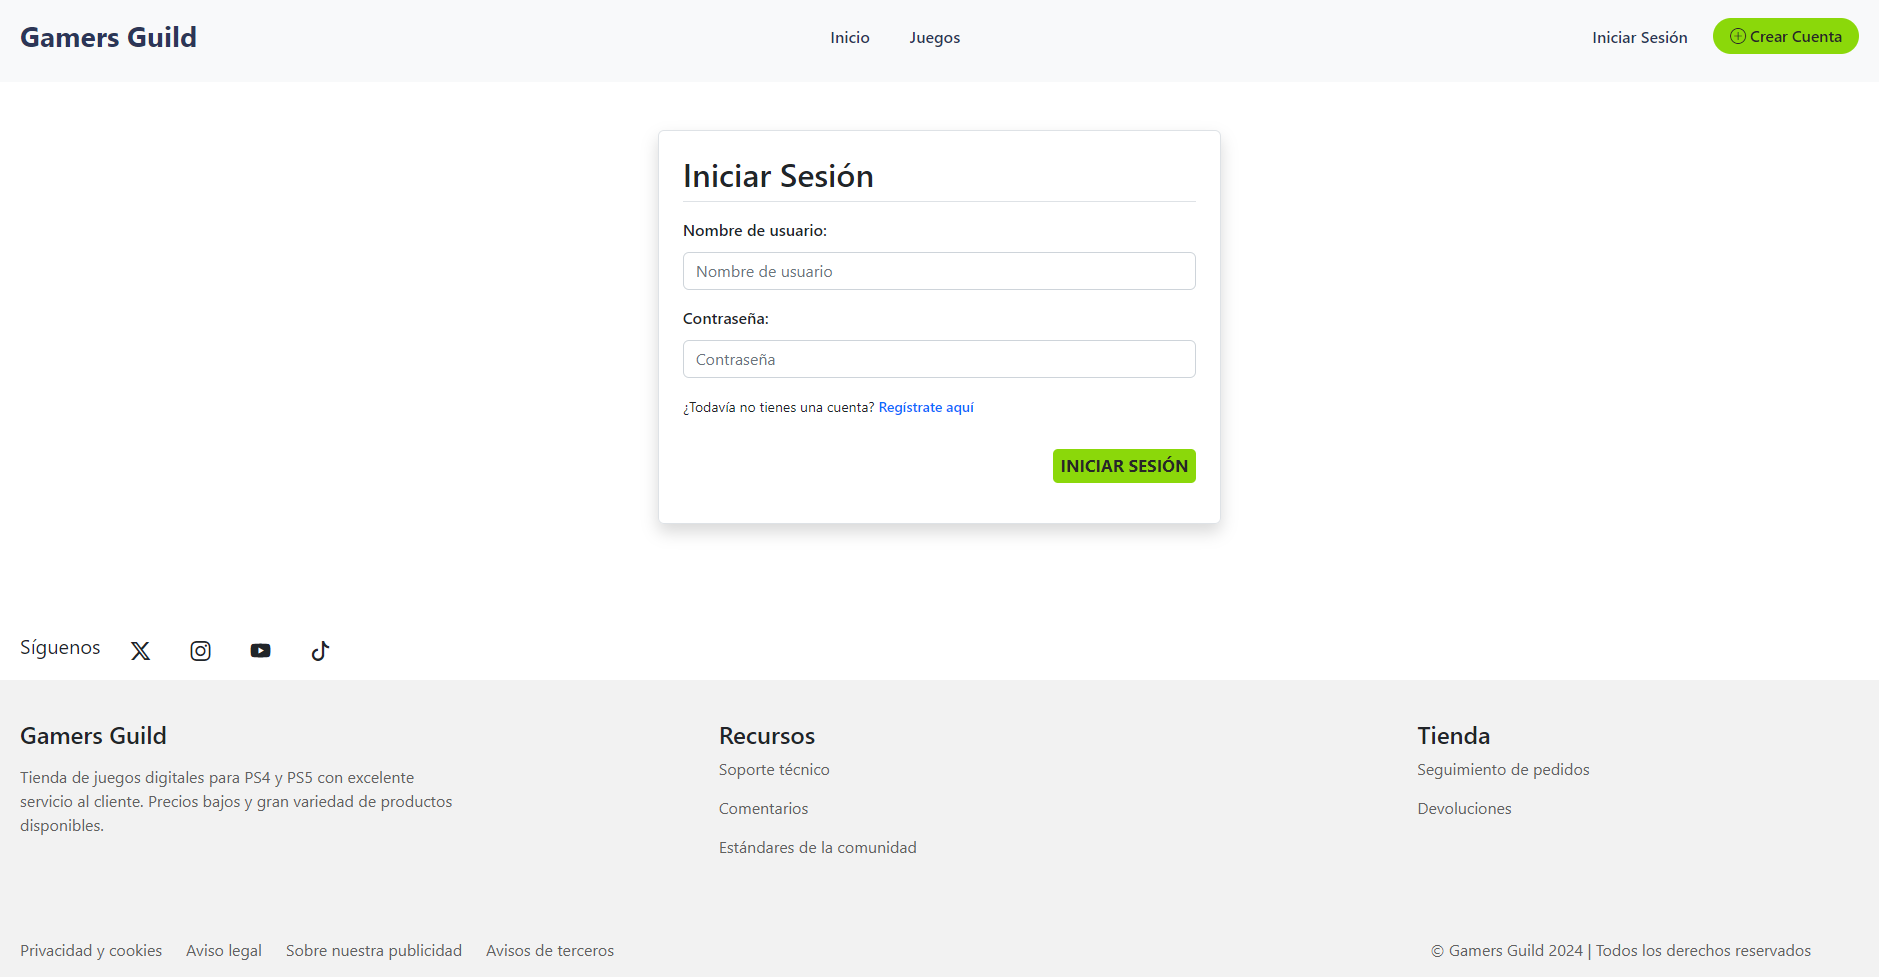 Gamers Guild
Inicio
Juegos
Iniciar Sesión
Crear Cuenta
Iniciar Sesión
Nombre de usuario:
Nombre de usuario
Contraseña:
Contraseña
¿Todavía no tienes una cuenta? Regístrate aquí
INICIAR SESIÓN
Síguenos
Gamers Guild
Tienda de juegos digitales para PS4 y PS5 con excelente
servicio al cliente. Precios bajos y gran variedad de productos
disponibles.
Recursos
Soporte técnico
Comentarios
Estándares de la comunidad
Tienda
Seguimiento de pedidos
Devoluciones
Privacidad y cookies
Aviso legal
Sobre nuestra publicidad
Avisos de terceros
© Gamers Guild 2024 | Todos los derechos reservados